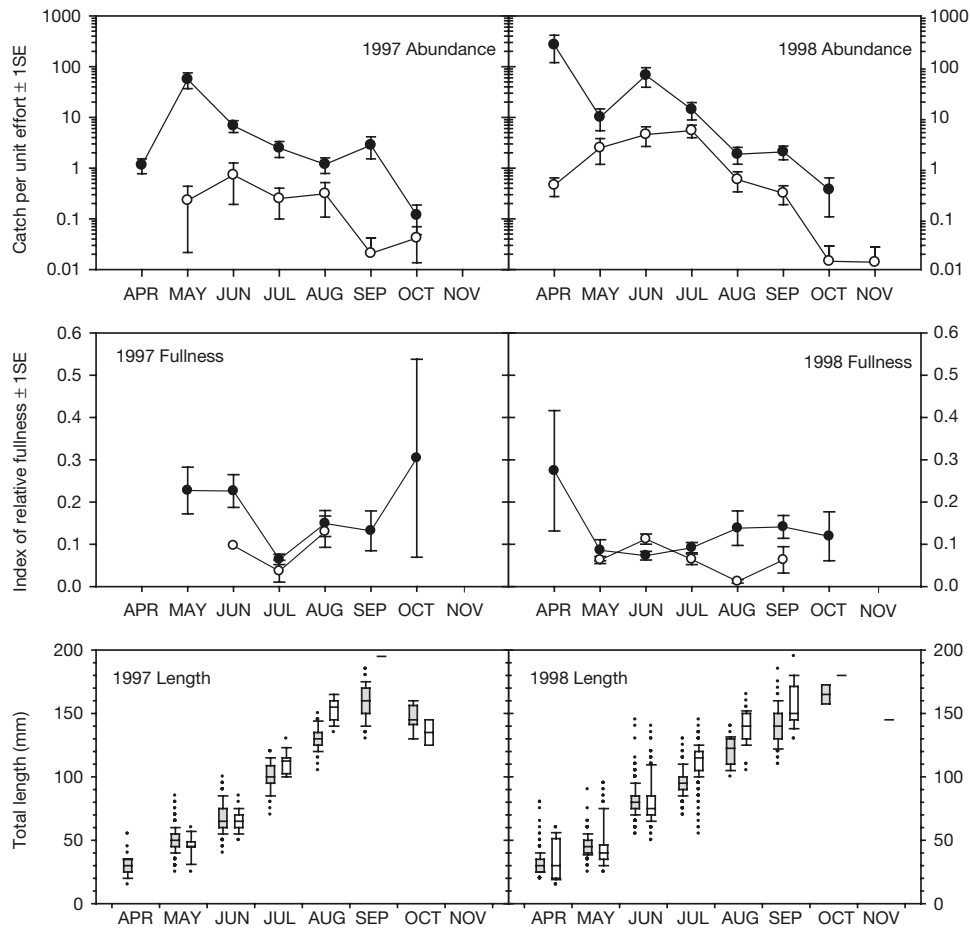 1000 1000
1997 Abundance 1998 Abundance
100 100
10 10
1 1
0.1 0.1
0.01 0.01
Catch per unit effort ± 1SE
APR MAY JUN JUL AUG SEP OCT NOV APR MAY JUN JUL AUG SEP OCT NOV
0.6 0.6
1997 Fullness 1998 Fullness
0.5 0.5
0.4 0.4
0.3 0.3
0.2 0.2
0.1 0.1
0.0 0.0
Index of relative fullness ± 1SE
APR MAY JUN JUL AUG SEP OCT NOV APR MAY JUN JUL AUG SEP OCT NOV
200 200
1997 Length 1998 Length
150 150
100 100
50 50
0 0
Total length (mm)
APR MAY JUN JUL AUG SEP OCT NOV APR MAY JUN JUL AUG SEP OCT NOV